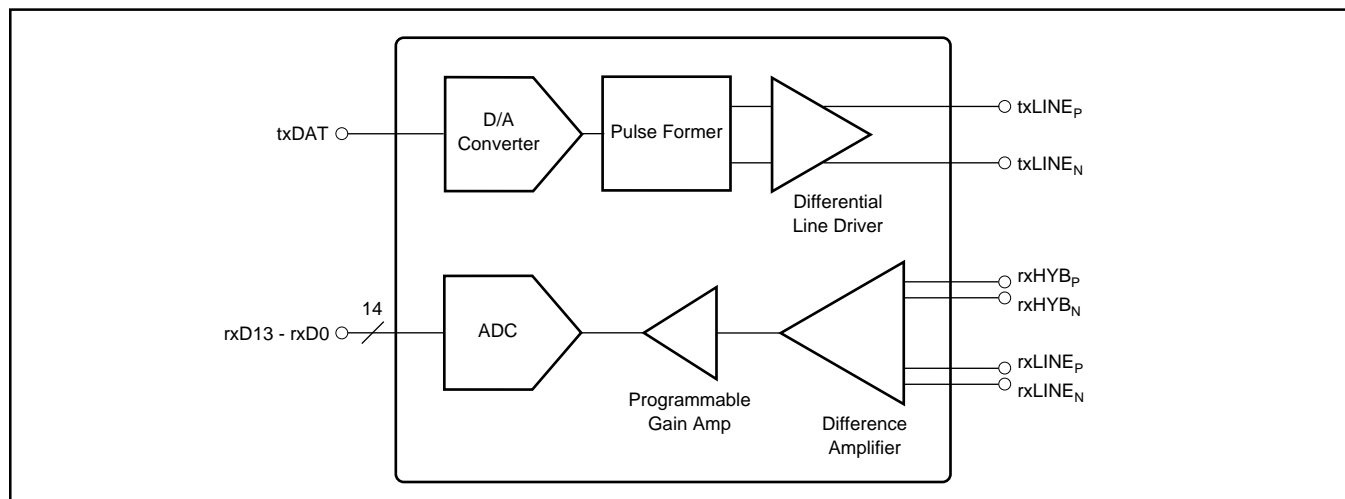 txDAT
D/A
Converter
Pulse Former
Differential
Line Driver
txLINEP
txLINEN
rxD13 - rxD0
14
ADC
Programmable
Gain Amp
Difference
Amplifier
rxHYBP
rxHYBN
rxLINEP
rxLINEN